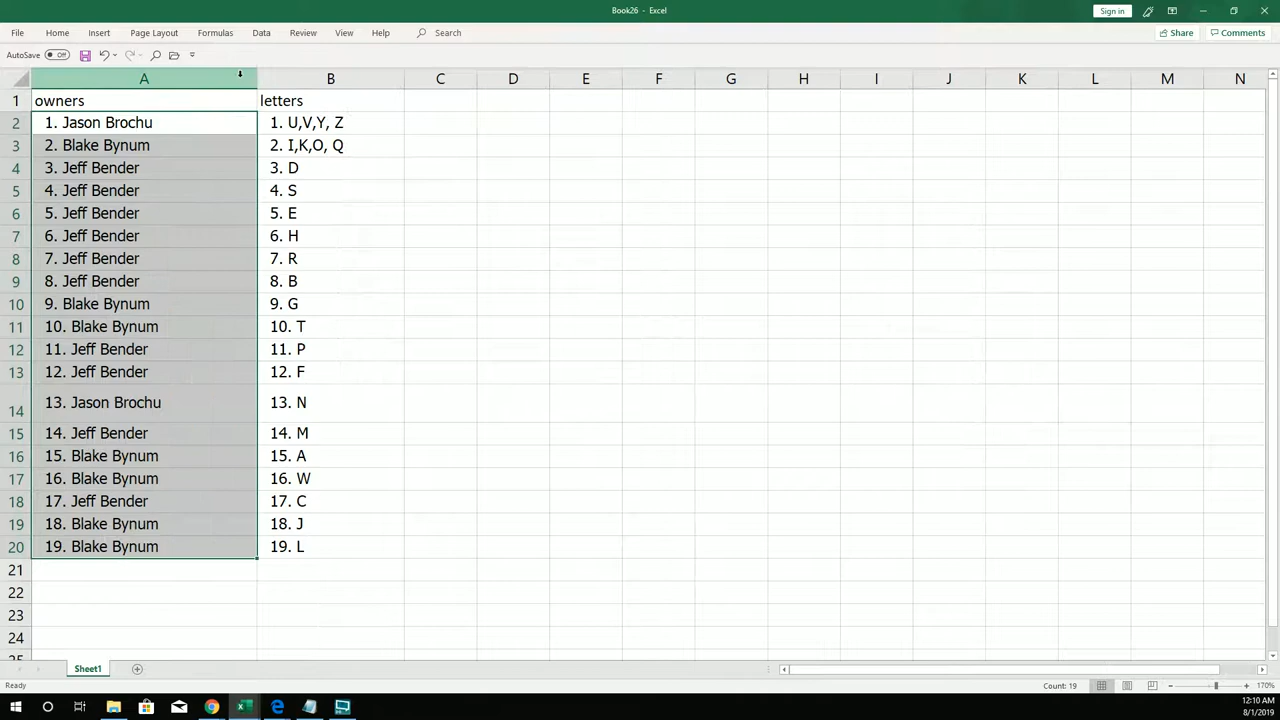 Book26 - Excel
Sign in
File Home Insert Page Layout Formulas Data Review View Help Search Share Comments
AutoSave Off
A B C D E F G H I J K L M N
1 owners letters
2 1. Jason Brochu 1. U,V,Y, Z
3 2. Blake Bynum 2. I,K,O, Q
4 3. Jeff Bender 3. D
5 4. Jeff Bender 4. S
6 5. Jeff Bender 5. E
7 6. Jeff Bender 6. H
8 7. Jeff Bender 7. R
9 8. Jeff Bender 8. B
10 9. Blake Bynum 9. G
11 10. Blake Bynum 10. T
12 11. Jeff Bender 11. P
13 12. Jeff Bender 12. F
14 13. Jason Brochu 13. N
15 14. Jeff Bender 14. M
16 15. Blake Bynum 15. A
17 16. Blake Bynum 16. W
18 17. Jeff Bender 17. C
19 18. Blake Bynum 18. J
20 19. Blake Bynum 19. L
21
22
23
24
25
Sheet1
Ready Count: 19 170%
12:10 AM
8/1/2019